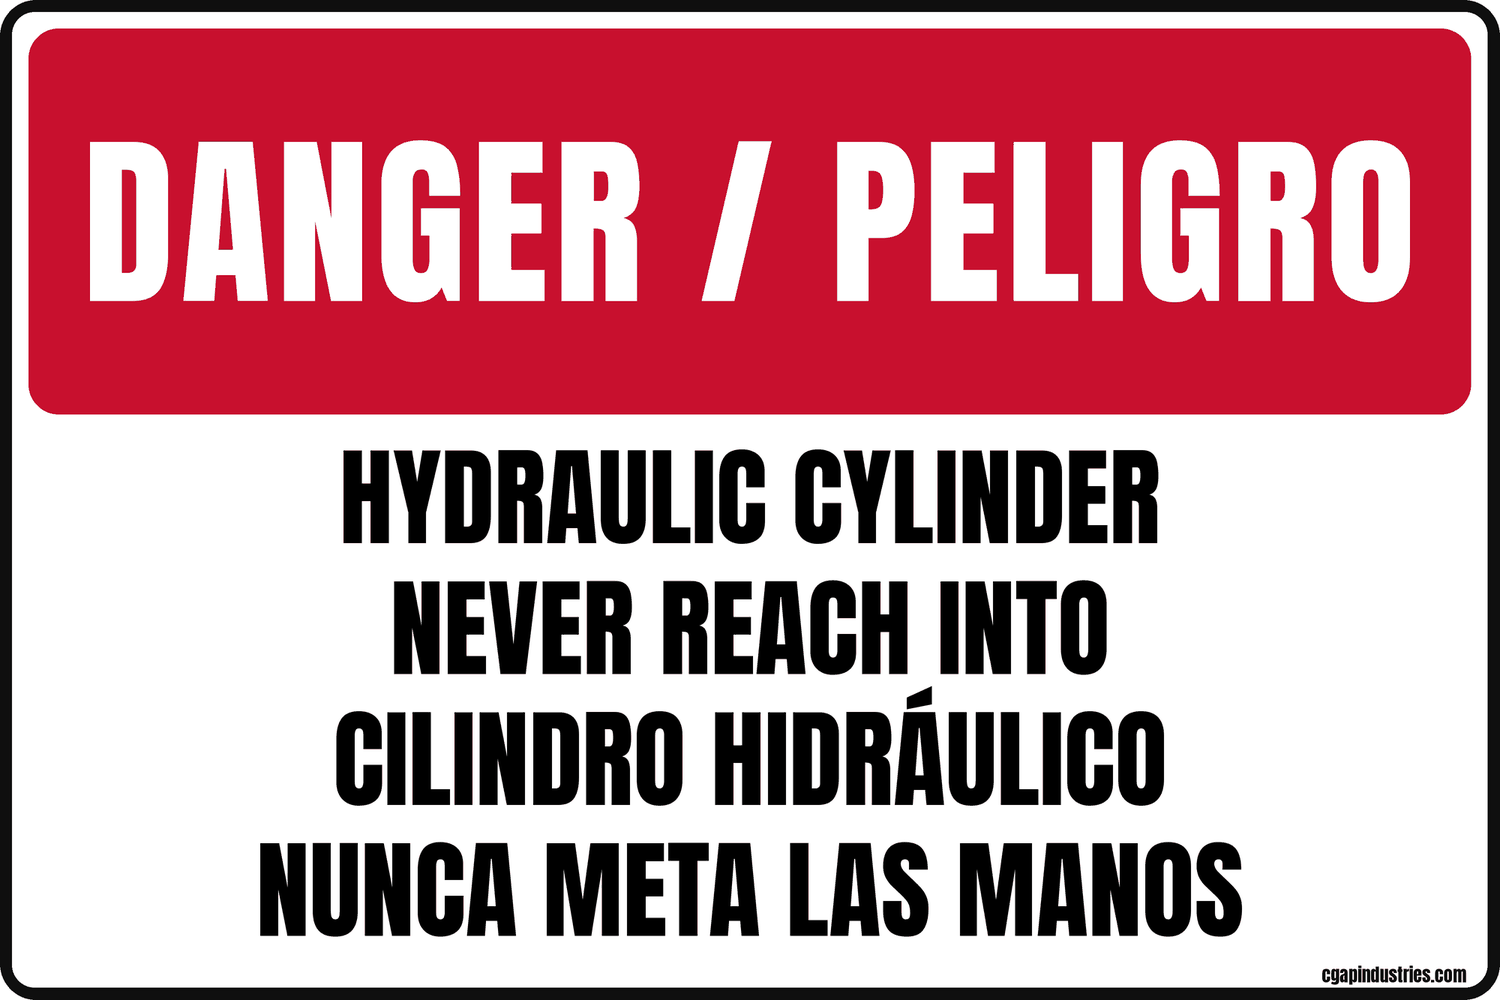 DANGER / PELIGRO
HYDRAULIC CYLINDER
NEVER REACH INTO
CILINDRO HIDRÁULICO
NUNCA META LAS MANOS
cgapindustries.com